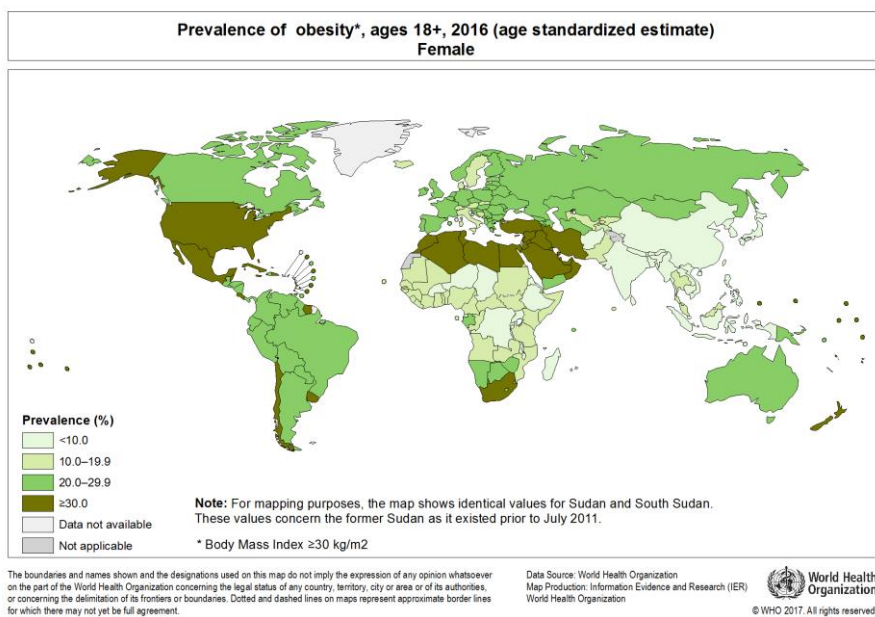 Prevalence of obesity*, ages 18+, 2016 (age standardized estimate)
Female
Prevalence (%)
<10.0
10.0–19.9
20.0–29.9
≥30.0
Data not available
Not applicable
Note: For mapping purposes, the map shows identical values for Sudan and South Sudan.
These values concern the former Sudan as it existed prior to July 2011.
* Body Mass Index ≥30 kg/m2
The boundaries and names shown and the designations used on this map do not imply the expression of any opinion whatsoever
on the part of the World Health Organization concerning the legal status of any country, territory, city or area or of its authorities,
or concerning the delimitation of its frontiers or boundaries. Dotted and dashed lines on maps represent approximate border lines
for which there may not yet be full agreement.
Data Source: World Health Organization
Map Production: Information Evidence and Research (IER)
World Health Organization
World Health
Organization
© WHO 2017. All rights reserved